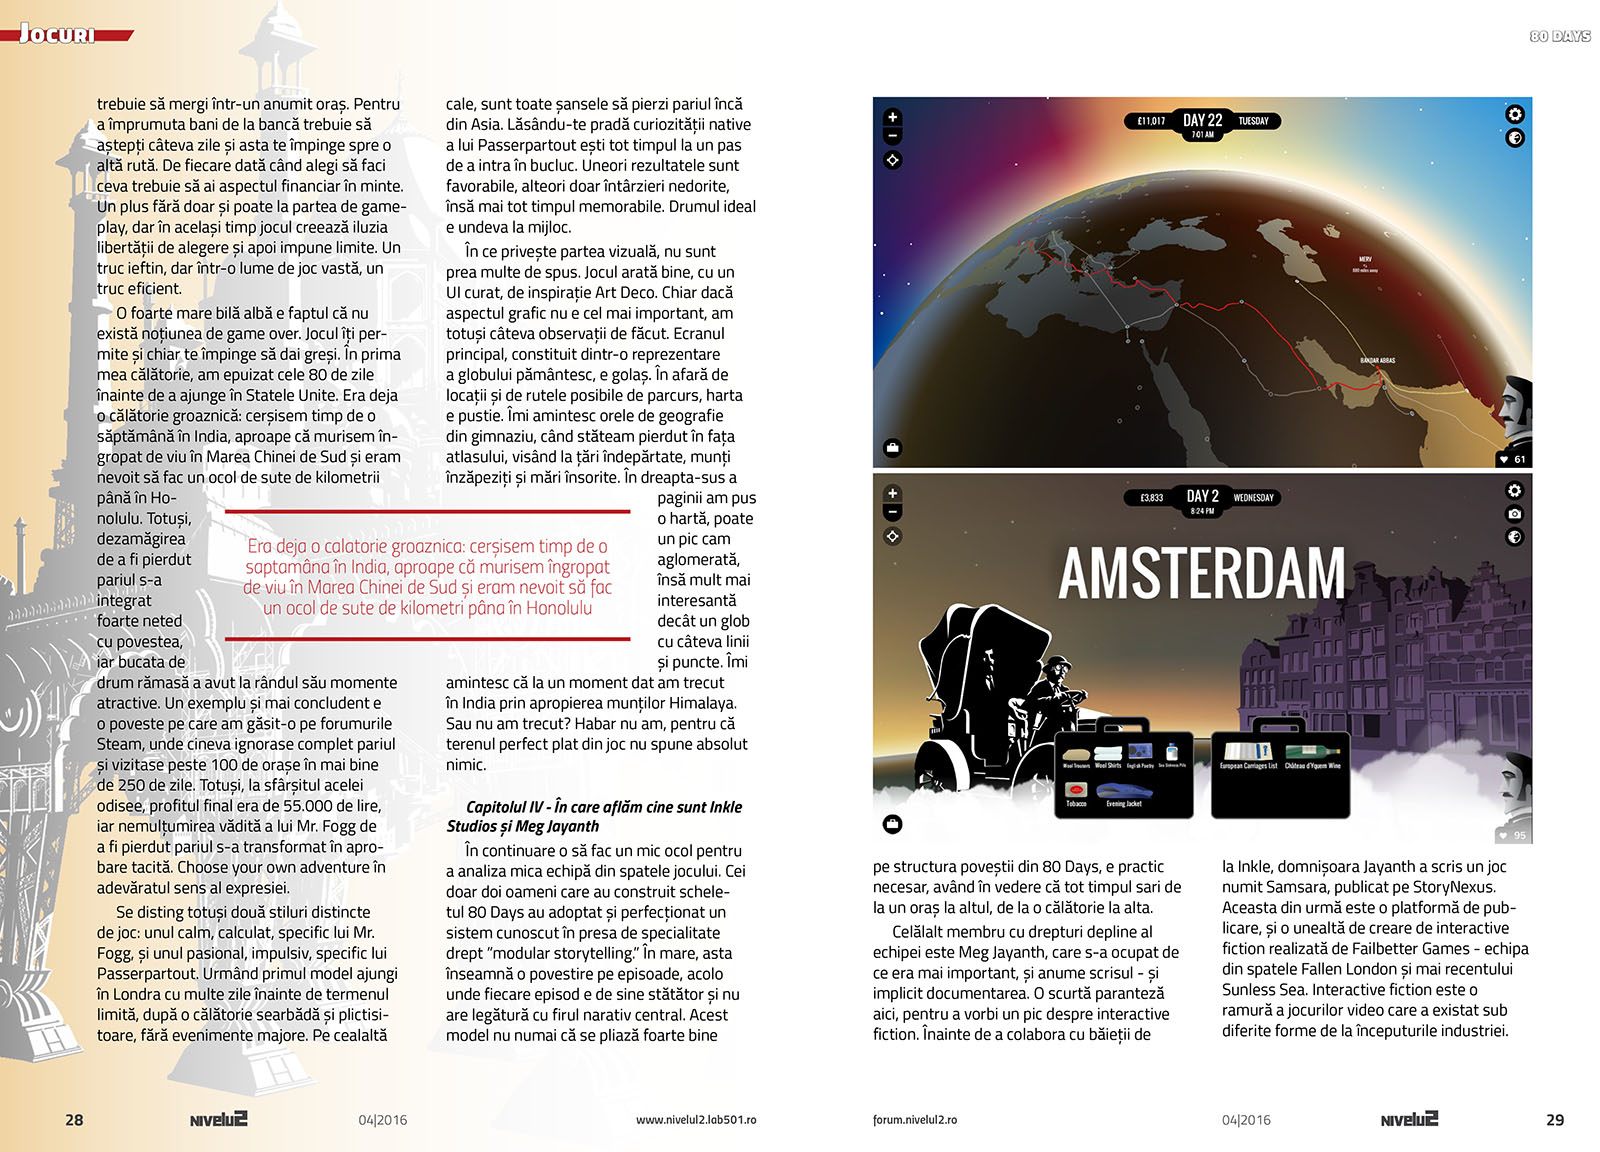 JOCURI
80 DAYS
trebuie să mergi într-un anumit oraș. Pentru
a împrumuta bani de la bancă trebuie să
aștepți câteva zile și asta te împinge spre o
altă rută. De fiecare dată când alegi să faci
ceva trebuie să ai aspectul financiar în minte.
Un plus fără doar și poate la partea de game-
play, dar în același timp jocul creează iluzia
libertății de alegere și apoi impune limite. Un
truc ieftin, dar într-o lume de joc vastă, un
truc eficient.
O foarte mare bilă albă e faptul că nu
există noțiunea de game over. Jocul îți per-
mite și chiar te împinge să dai greși. În prima
mea călătorie, am epuizat cele 80 de zile
înainte de a ajunge în Statele Unite. Era deja
o călătorie groaznică: cerșisem timp de o
săptămână în India, aproape că murisem în-
gropat de viu în Marea Chinei de Sud și eram
nevoit să fac un ocol de sute de kilometrii
până în Ho-
nolulu. Totuși,
dezamăgirea
de a fi pierdut
pariul s-a
integrat
foarte neted
cu povestea,
iar bucata de
drum rămasă a avut la rândul său momente
atractive. Un exemplu și mai concludent e
o poveste pe care am găsit-o pe forumurile
Steam, unde cineva ignorase complet pariul
și vizitase peste 100 de orașe în mai bine
de 250 de zile. Totuși, la sfârșitul acelei
odisee, profitul final era de 55.000 de lire,
iar nemulțumirea vădită a lui Mr. Fogg de
a fi pierdut pariul s-a transformat în apro-
bare tacită. Choose your own adventure în
adevăratul sens al expresiei.
Se disting totuși două stiluri distincte
de joc: unul calm, calculat, specific lui Mr.
Fogg, și unul pasional, impulsiv, specific lui
Passerpartout. Urmând primul model ajungi
în Londra cu multe zile înainte de termenul
limită, după o călătorie searbădă și plictisi-
toare, fără evenimente majore. Pe cealaltă
Era deja o calatorie groaznica: cerșisem timp de o
saptamâna în India, aproape că murisem îngropat
de viu în Marea Chinei de Sud și eram nevoit să fac
un ocol de sute de kilometri pâna în Honolulu
cale, sunt toate șansele să pierzi pariul încă
din Asia. Lăsându-te pradă curiozității native
a lui Passerpartout ești tot timpul la un pas
de a intra în bucluc. Uneori rezultatele sunt
favorabile, alteori doar întârzieri nedorite,
însă mai tot timpul memorabile. Drumul ideal
e undeva la mijloc.
În ce privește partea vizuală, nu sunt
prea multe de spus. Jocul arată bine, cu un
UI curat, de inspirație Art Deco. Chiar dacă
aspectul grafic nu e cel mai important, am
totuși câteva observații de făcut. Ecranul
principal, constituit dintr-o reprezentare
a globului pământesc, e golaș. În afară de
locații și de rutele posibile de parcurs, harta
e pustie. Îmi amintesc orele de geografie
din gimnaziu, când stăteam pierdut în fața
atlasului, visând la țări îndepărtate, munți
înzăpeziți și mări însorite. În dreapta-sus a
paginii am pus
o hartă, poate
un pic cam
aglomerată,
însă mult mai
interesantă
decât un glob
cu câteva linii
și puncte. Îmi
amintesc că la un moment dat am trecut
în India prin apropierea munților Himalaya.
Sau nu am trecut? Habar nu am, pentru că
terenul perfect plat din joc nu spune absolut
nimic.
Capitolul IV - În care aflăm cine sunt Inkle
Studios și Meg Jayanth
În continuare o să fac un mic ocol pentru
a analiza mica echipă din spatele jocului. Cei
doar doi oameni care au construit schele-
tul 80 Days au adoptat și perfecționat un
sistem cunoscut în presa de specialitate
drept “modular storytelling.” În mare, asta
înseamnă o povestire pe episoade, acolo
unde fiecare episod e de sine stătător și nu
are legătură cu firul narativ central. Acest
model nu numai că se pliază foarte bine
£11,017 DAY 22 TUESDAY
7:01 AM
MERV
680 miles away
BANDAR ABBAS
61
£3,833 DAY 2 WEDNESDAY
8:24 PM
AMSTERDAM
Wool Trousers Wool Shirts English Poetry Sea Sickness Pills
Tobacco Evening Jacket
European Carriages List Château d'Yquem Wine
95
pe structura poveștii din 80 Days, e practic
necesar, având în vedere că tot timpul sari de
la un oraș la altul, de la o călătorie la alta.
Celălalt membru cu drepturi depline al
echipei este Meg Jayanth, care s-a ocupat de
ce era mai important, și anume scrisul - și
implicit documentarea. O scurtă paranteză
aici, pentru a vorbi un pic despre interactive
fiction. Înainte de a colabora cu băieții de
la Inkle, domnișoara Jayanth a scris un joc
numit Samsara, publicat pe StoryNexus.
Aceasta din urmă este o platformă de pub-
licare, și o unealtă de creare de interactive
fiction realizată de Failbetter Games - echipa
din spatele Fallen London și mai recentului
Sunless Sea. Interactive fiction este o
ramură a jocurilor video care a existat sub
diferite forme de la începuturile industriei.
28 NIVELU2 04|2016 www.nivelul2.lab501.ro
forum.nivelul2.ro 04|2016 NIVELU2 29